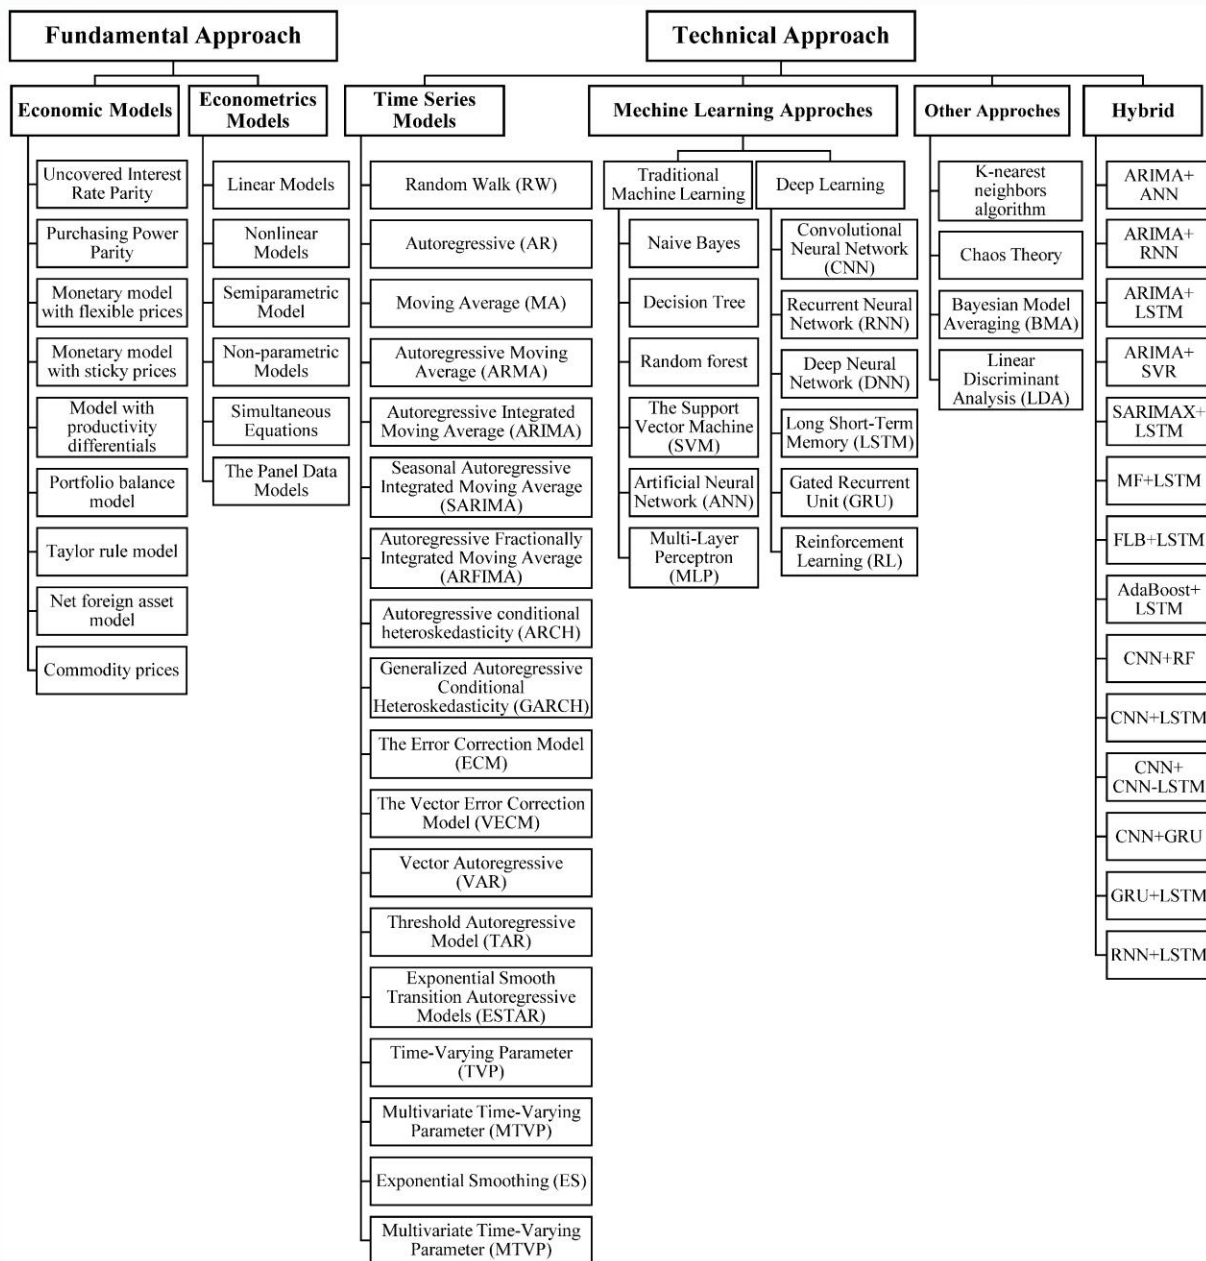 Fundamental Approach
Technical Approach
Economic Models
Econometrics
Models
Time Series
Models
Mechine Learning Approches
Other Approches
Hybrid
Uncovered Interest
Rate Parity
Purchasing Power
Parity
Monetary model
with flexible prices
Monetary model
with sticky prices
Model with
productivity
differentials
Portfolio balance
model
Taylor rule model
Net foreign asset
model
Commodity prices
Linear Models
Nonlinear
Models
Semiparametric
Model
Non-parametric
Models
Simultaneous
Equations
The Panel Data
Models
Random Walk (RW)
Autoregressive (AR)
Moving Average (MA)
Autoregressive Moving
Average (ARMA)
Autoregressive Integrated
Moving Average (ARIMA)
Seasonal Autoregressive
Integrated Moving Average
(SARIMA)
Autoregressive Fractionally
Integrated Moving Average
(ARFIMA)
Autoregressive conditional
heteroskedasticity (ARCH)
Generalized Autoregressive
Conditional
Heteroskedasticity (GARCH)
The Error Correction Model
(ECM)
The Vector Error Correction
Model (VECM)
Vector Autoregressive
(VAR)
Threshold Autoregressive
Model (TAR)
Exponential Smooth
Transition Autoregressive
Models (ESTAR)
Time-Varying Parameter
(TVP)
Multivariate Time-Varying
Parameter (MTVP)
Exponential Smoothing (ES)
Multivariate Time-Varying
Parameter (MTVP)
Traditional
Machine Learning
Naive Bayes
Decision Tree
Random forest
The Support
Vector Machine
(SVM)
Artificial Neural
Network (ANN)
Multi-Layer
Perceptron
(MLP)
Deep Learning
Convolutional
Neural Network
(CNN)
Recurrent Neural
Network (RNN)
Deep Neural
Network (DNN)
Long Short-Term
Memory (LSTM)
Gated Recurrent
Unit (GRU)
Reinforcement
Learning (RL)
K-nearest
neighbors
algorithm
Chaos Theory
Bayesian Model
Averaging (BMA)
Linear
Discriminant
Analysis (LDA)
ARIMA+
ANN
ARIMA+
RNN
ARIMA+
LSTM
ARIMA+
SVR
SARIMAX+
LSTM
MF+LSTM
FLB+LSTM
AdaBoost+
LSTM
CNN+RF
CNN+LSTM
CNN+
CNN-LSTM
CNN+GRU
GRU+LSTM
RNN+LSTM